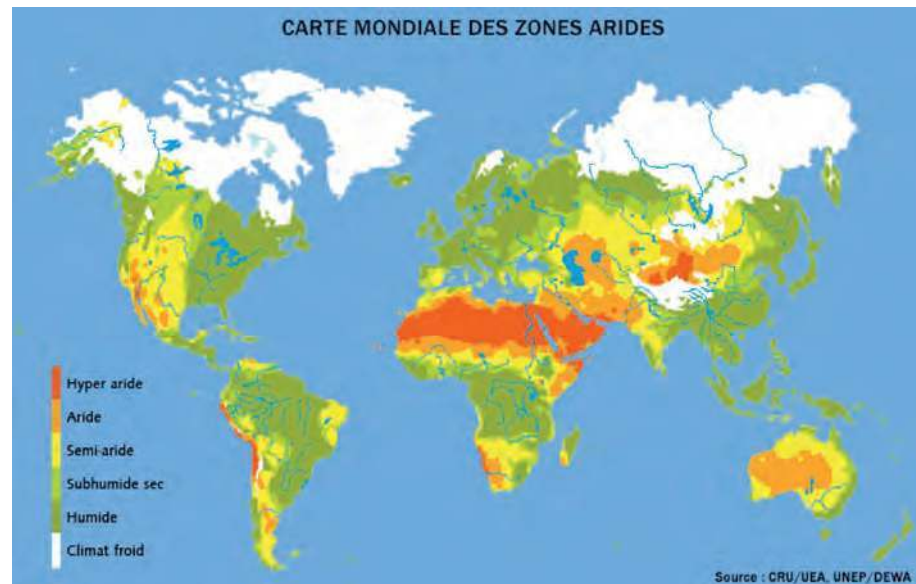 CARTE MONDIALE DES ZONES ARIDES
Hyper aride
Aride
Semi-aride
Subhumide sec
Humide
Climat froid
Source : CRU/UEA, UNEP/DEWA